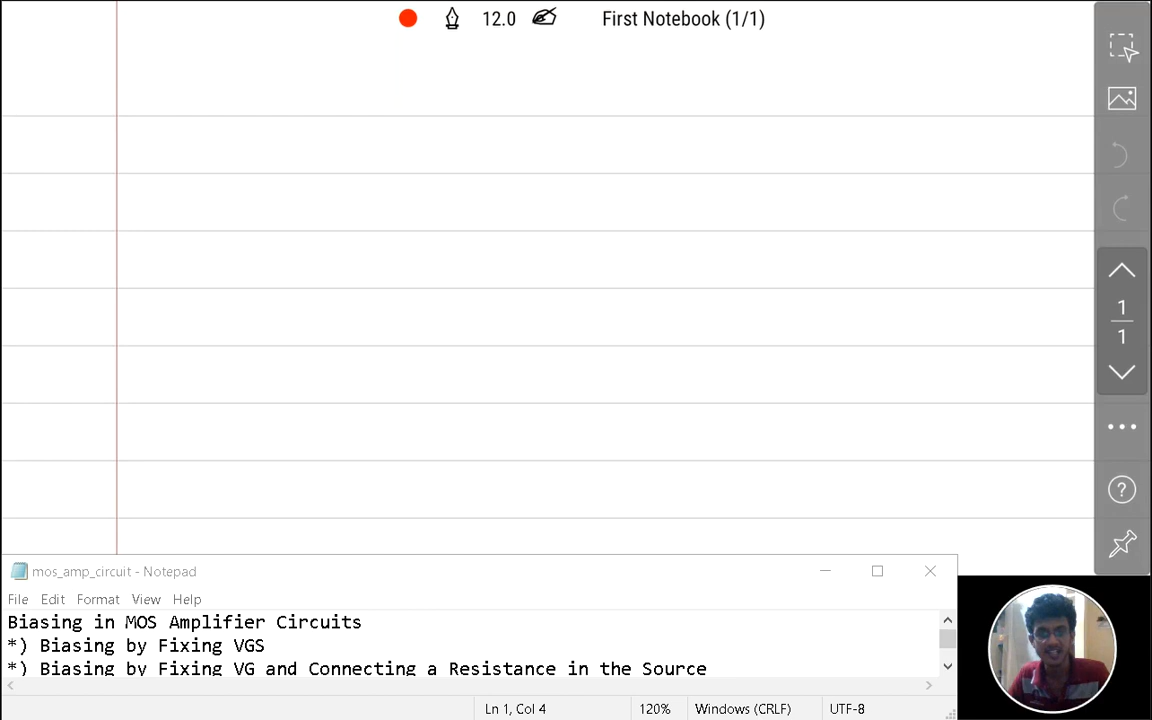 12.0 First Notebook (1/1)
1
1
?
mos_amp_circuit - Notepad
File Edit Format View Help
Biasing in MOS Amplifier Circuits
*) Biasing by Fixing VGS
*) Biasing by Fixing VG and Connecting a Resistance in the Source
Ln 1, Col 4 120% Windows (CRLF) UTF-8